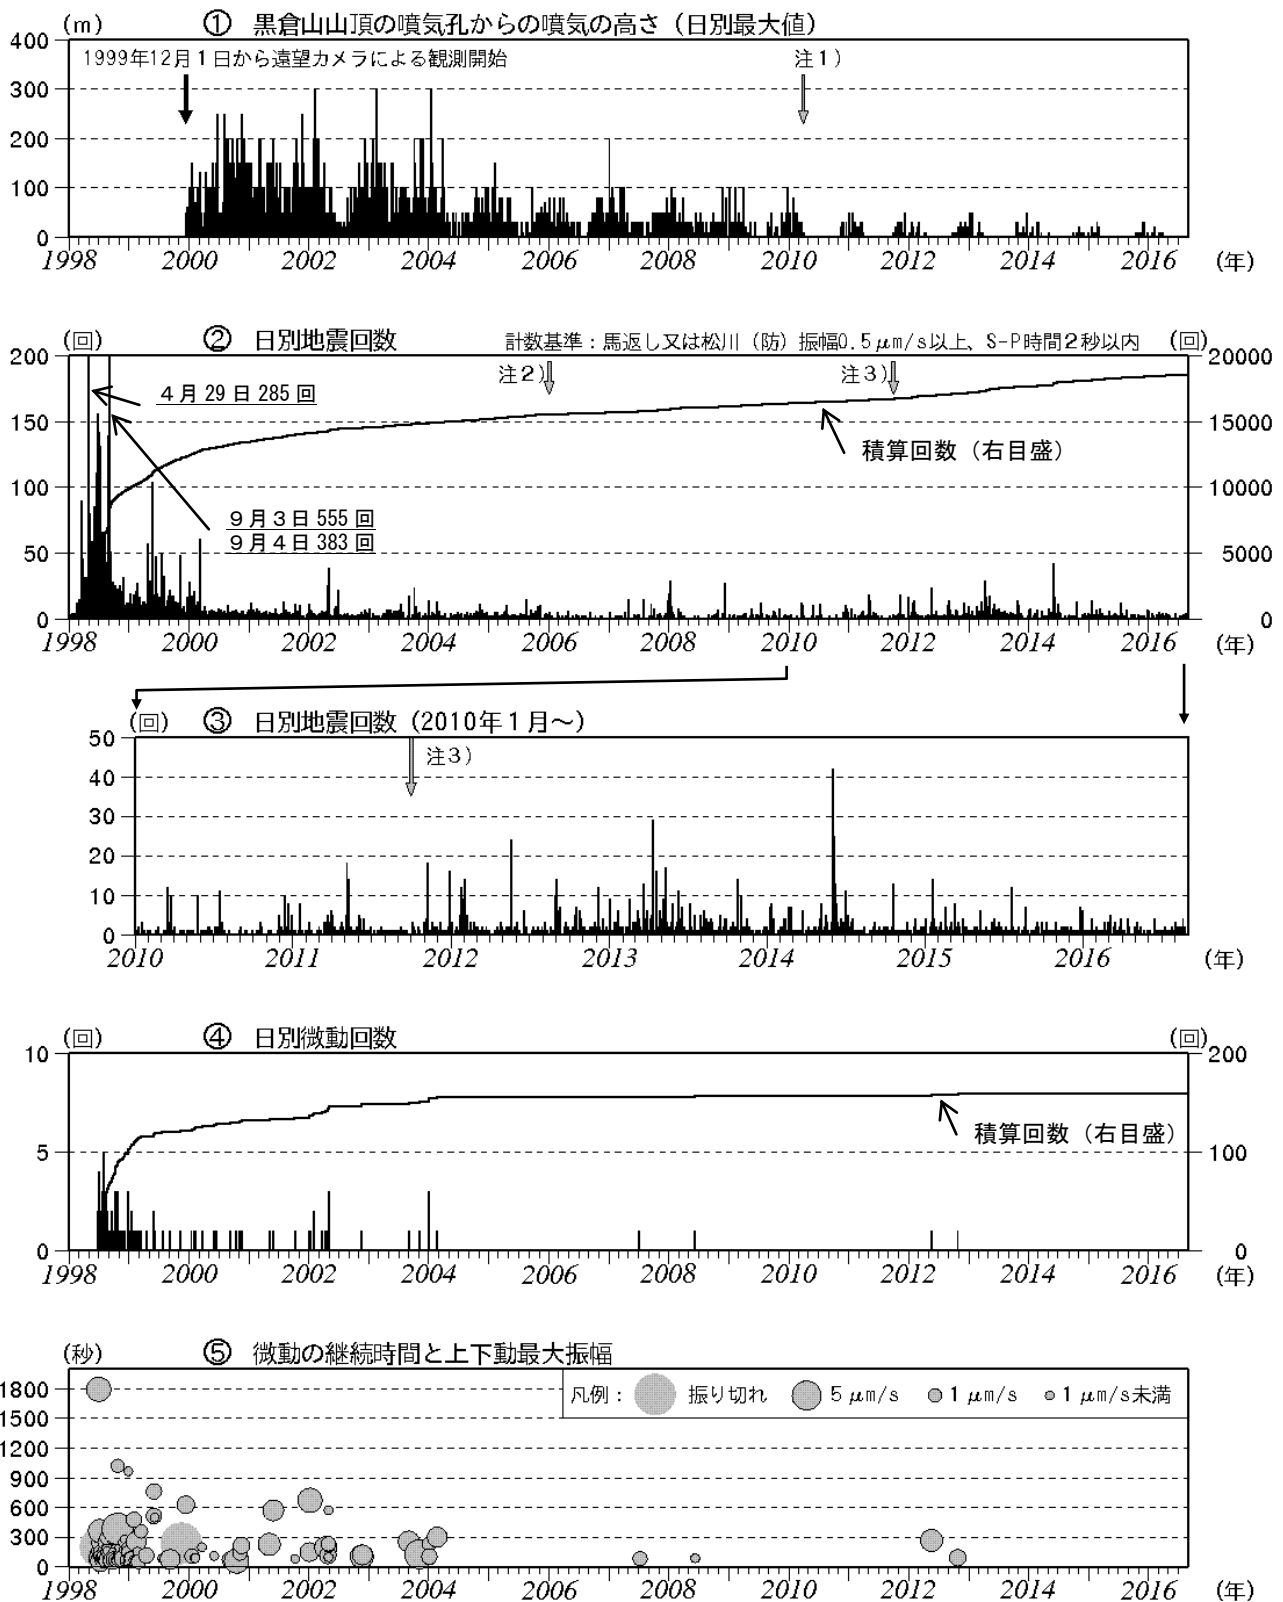 (m) ① 黒倉山山頂の噴気孔からの噴気の高さ（日別最大値）
400
300
200
100
0
1999年12月1日から遠望カメラによる観測開始
注1）
1998 2000 2002 2004 2006 2008 2010 2012 2014 2016 (年)
(回) ② 日別地震回数 計数基準：馬返し又は松川（防）振幅0.5μm/s以上、S-P時間2秒以内 (回)
200 20000
150 15000
100 10000
50 5000
0 0
注2）
注3）
4月29日285回
積算回数（右目盛）
9月3日555回
9月4日383回
1998 2000 2002 2004 2006 2008 2010 2012 2014 2016 (年)
(回) ③ 日別地震回数（2010年1月～）
50
40
30
20
10
0
注3）
2010 2011 2012 2013 2014 2015 2016 (年)
(回) ④ 日別微動回数 (回)
10 200
5 100
0 0
積算回数（右目盛）
1998 2000 2002 2004 2006 2008 2010 2012 2014 2016 (年)
(秒) ⑤ 微動の継続時間と上下動最大振幅
1800
1500
1200
900
600
300
0
凡例： 振り切れ 5μm/s 1μm/s 1μm/s未満
1998 2000 2002 2004 2006 2008 2010 2012 2014 2016 (年)